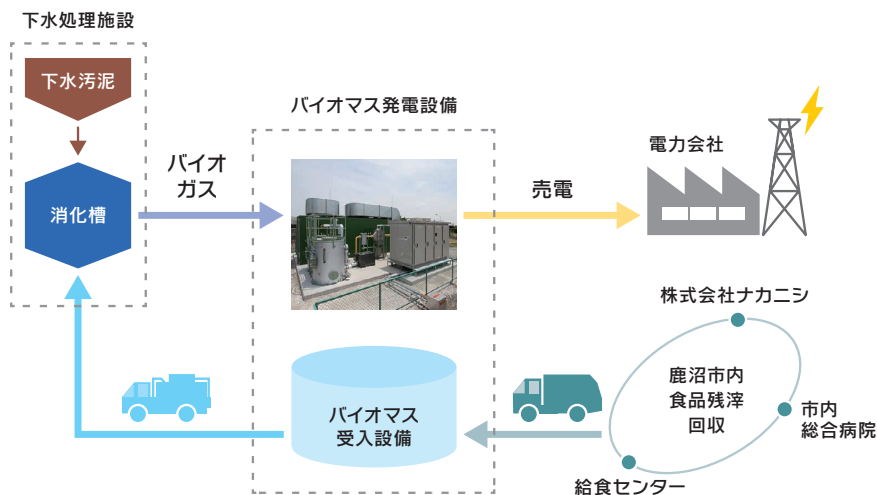 下水処理施設
下水汚泥
消化槽
バイオ
ガス
バイオマス発電設備
売電
電力会社
バイオマス
受入設備
株式会社ナカニシ
鹿沼市内
食品残滓
回収
市内
総合病院
給食センター